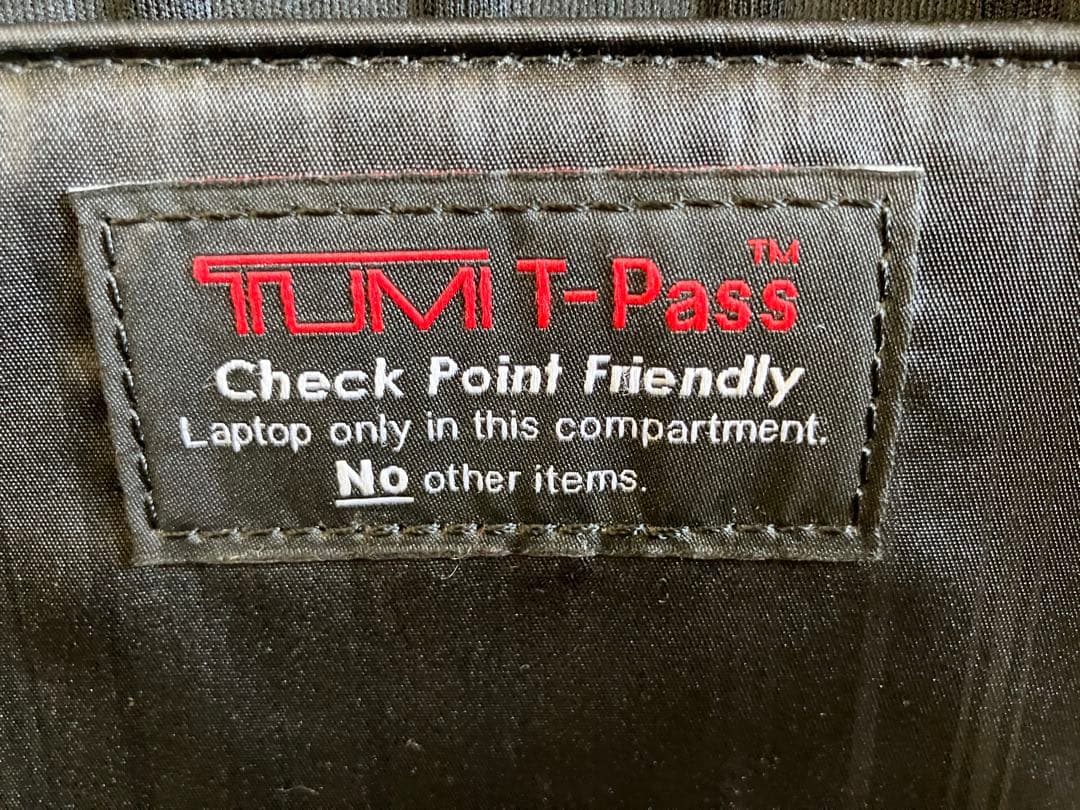 TUMI T-Pass™
Check Point Friendly
Laptop only in this compartment.
No other items.